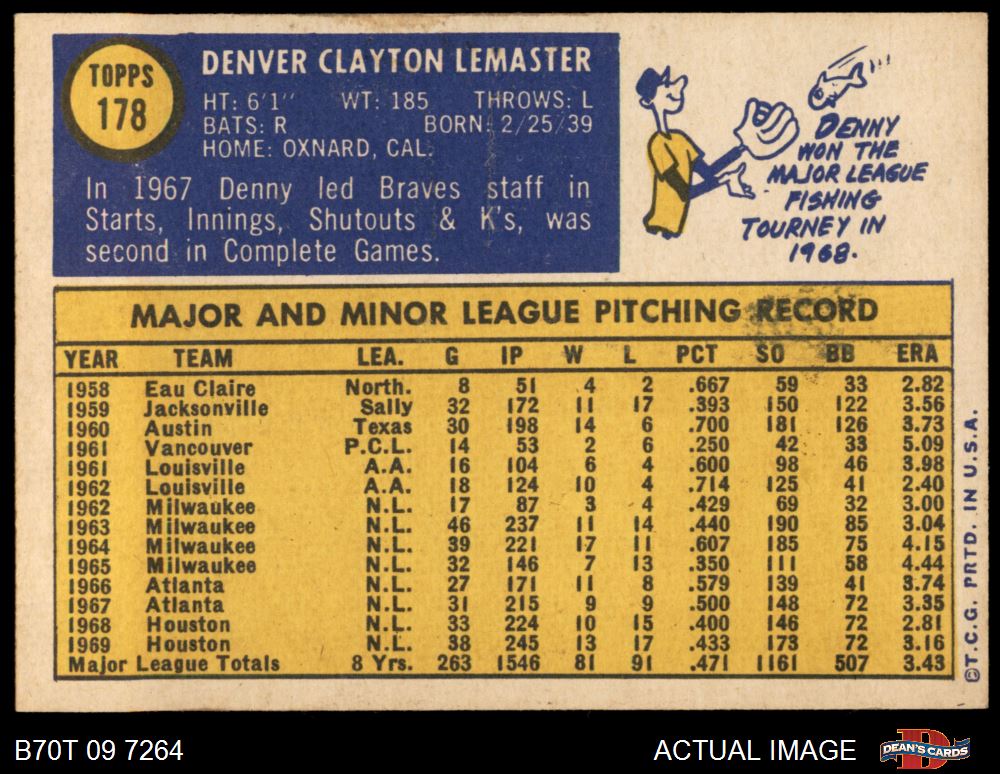 TOPPS
178
DENVER CLAYTON LEMASTER
HT: 6'1" WT: 185 THROWS: L
BATS: R BORN: 2/25/39
HOME: OXNARD, CAL.
In 1967 Denny led Braves staff in
Starts, Innings, Shutouts & K's, was
second in Complete Games.
DENNY
WON THE
MAJOR LEAGUE
FISHING
TOURNEY IN
1968.
MAJOR AND MINOR LEAGUE PITCHING RECORD
YEAR TEAM LEA. G IP W L PCT SO BB ERA
1958 Eau Claire North. 8 51 4 2 .667 59 33 2.82
1959 Jacksonville Sally 32 172 11 17 .393 150 122 3.56
1960 Austin Texas 30 198 14 6 .700 181 126 3.73
1961 Vancouver P.C.L. 14 53 2 6 .250 42 33 5.09
1961 Louisville A.A. 16 104 6 4 .600 98 46 3.98
1962 Louisville A.A. 18 124 10 4 .714 125 41 2.40
1962 Milwaukee N.L. 17 87 3 4 .429 69 32 3.00
1963 Milwaukee N.L. 46 237 11 14 .440 190 85 3.04
1964 Milwaukee N.L. 39 221 17 11 .607 185 75 4.15
1965 Milwaukee N.L. 32 146 7 13 .350 111 58 4.44
1966 Atlanta N.L. 27 171 11 8 .579 139 41 3.74
1967 Atlanta N.L. 31 215 9 9 .500 148 72 3.35
1968 Houston N.L. 33 224 10 15 .400 146 72 2.81
1969 Houston N.L. 38 245 13 17 .433 173 72 3.16
Major League Totals 8 Yrs. 263 1546 81 91 .471 1161 507 3.43
©T.C.G. PRTD. IN U.S.A.
B70T 09 7264 ACTUAL IMAGE DEAN'S CARDS